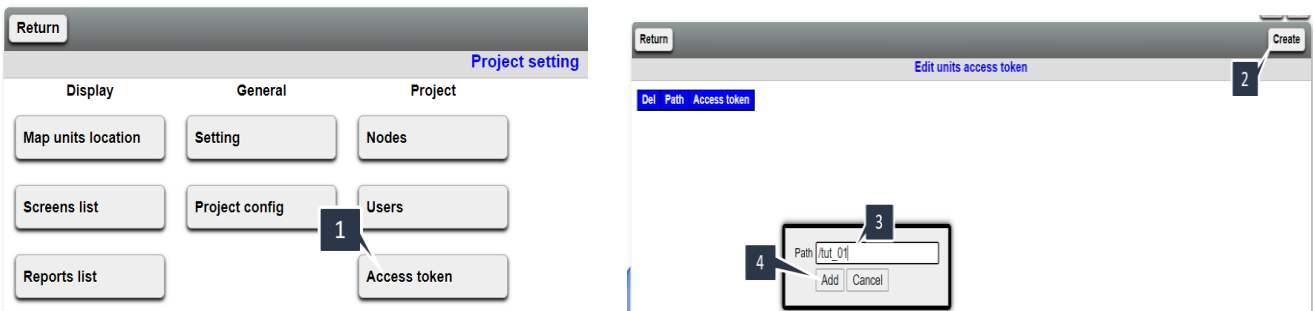 Return
Project setting
Display General Project
Map units location Setting Nodes
Screens list Project config Users
1
Reports list Access token
Return Create
Edit units access token
2
Del Path Access token
3
Path /tut_01
4
Add Cancel